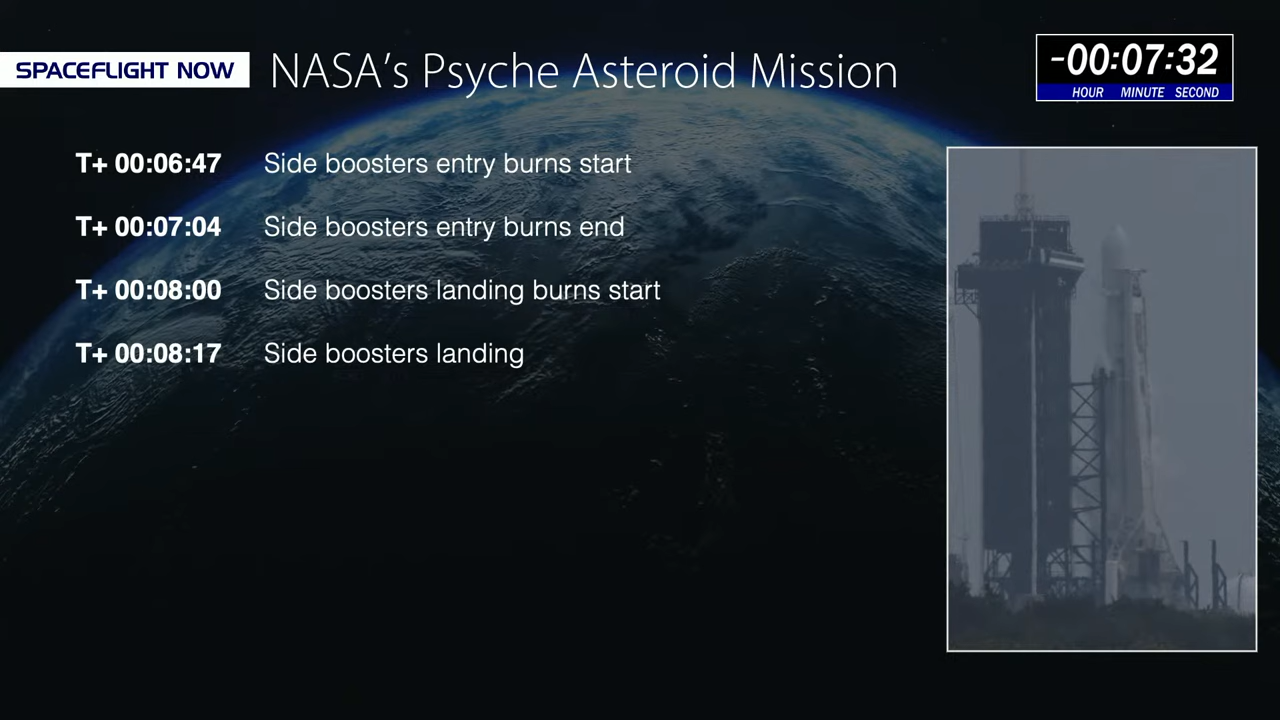 SPACEFLIGHT NOW
NASA's Psyche Asteroid Mission
-00:07:32
HOUR MINUTE SECOND
T+ 00:06:47 Side boosters entry burns start
T+ 00:07:04 Side boosters entry burns end
T+ 00:08:00 Side boosters landing burns start
T+ 00:08:17 Side boosters landing